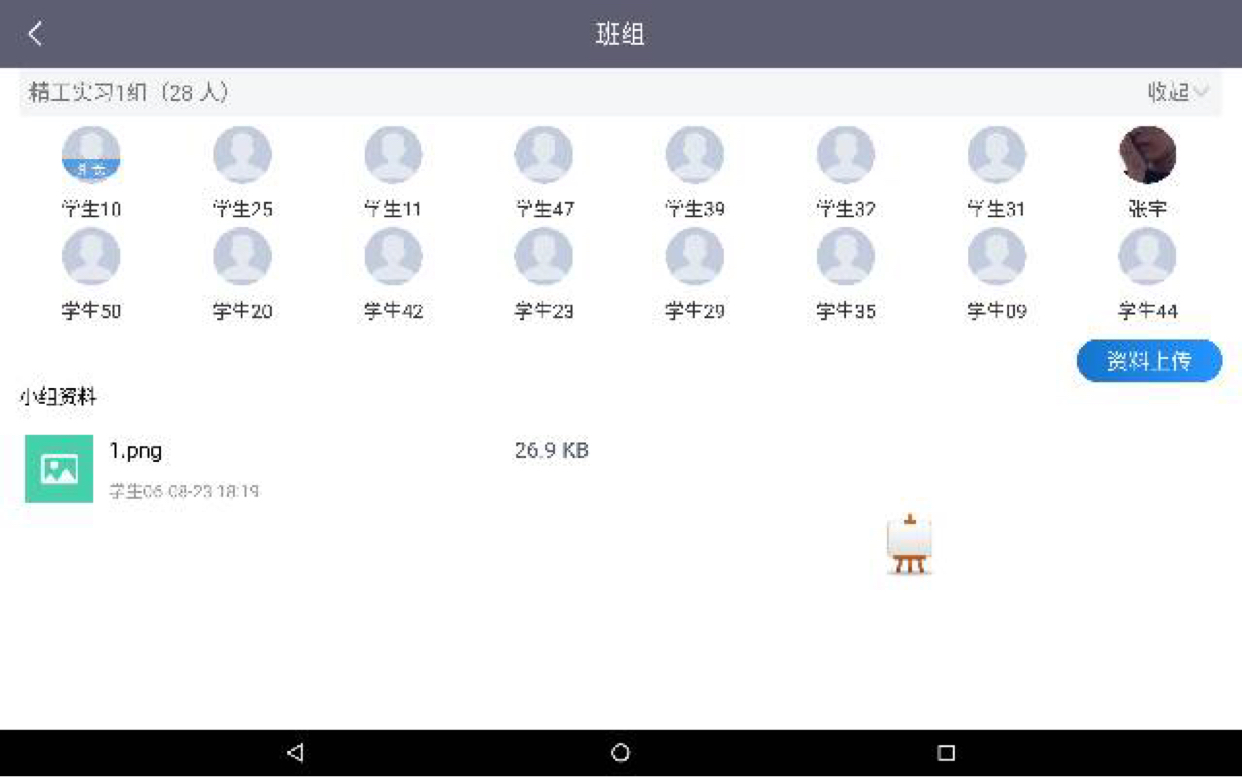 班组
精工实习1组（28 人） 收起
组长
学生10 学生25 学生11 学生47 学生39 学生32 学生31 张宇
学生50 学生20 学生42 学生23 学生29 学生35 学生09 学生44
资料上传
小组资料
1.png 26.9 KB
学生06 08-23 18:19